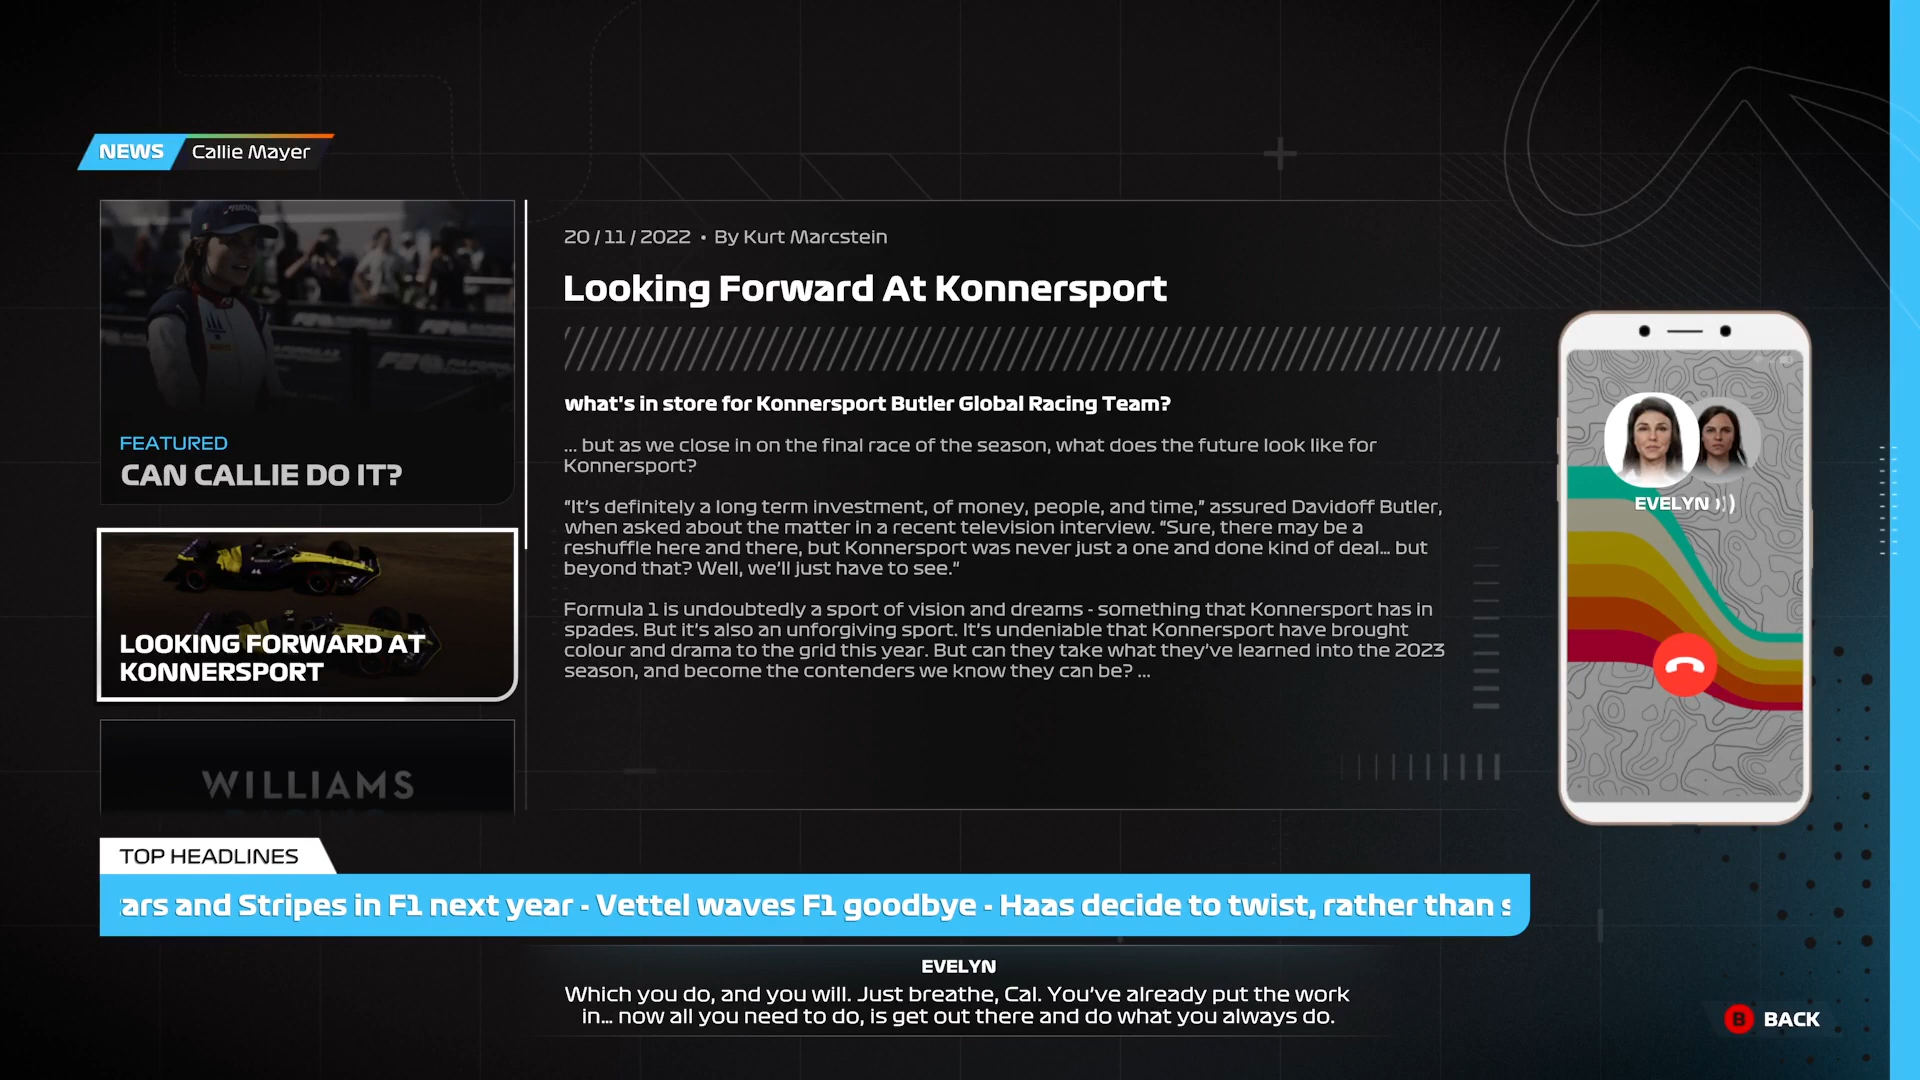 NEWS
Callie Mayer
FEATURED
CAN CALLIE DO IT?
LOOKING FORWARD AT
KONNERSPORT
WILLIAMS
20 / 11 / 2022 • By Kurt Marcstein
Looking Forward At Konnersport
what's in store for Konnersport Butler Global Racing Team?
... but as we close in on the final race of the season, what does the future look like for
Konnersport?
“It’s definitely a long term investment, of money, people, and time,” assured Davidoff Butler,
when asked about the matter in a recent television interview. “Sure, there may be a
reshuffle here and there, but Konnersport was never just a one and done kind of deal... but
beyond that? Well, we’ll just have to see.”
Formula 1 is undoubtedly a sport of vision and dreams - something that Konnersport has in
spades. But it’s also an unforgiving sport. It’s undeniable that Konnersport have brought
colour and drama to the grid this year. But can they take what they’ve learned into the 2023
season, and become the contenders we know they can be? ...
EVELYN
TOP HEADLINES
ars and Stripes in F1 next year - Vettel waves F1 goodbye - Haas decide to twist, rather than s
EVELYN
Which you do, and you will. Just breathe, Cal. You’ve already put the work
in... now all you need to do, is get out there and do what you always do.
B BACK